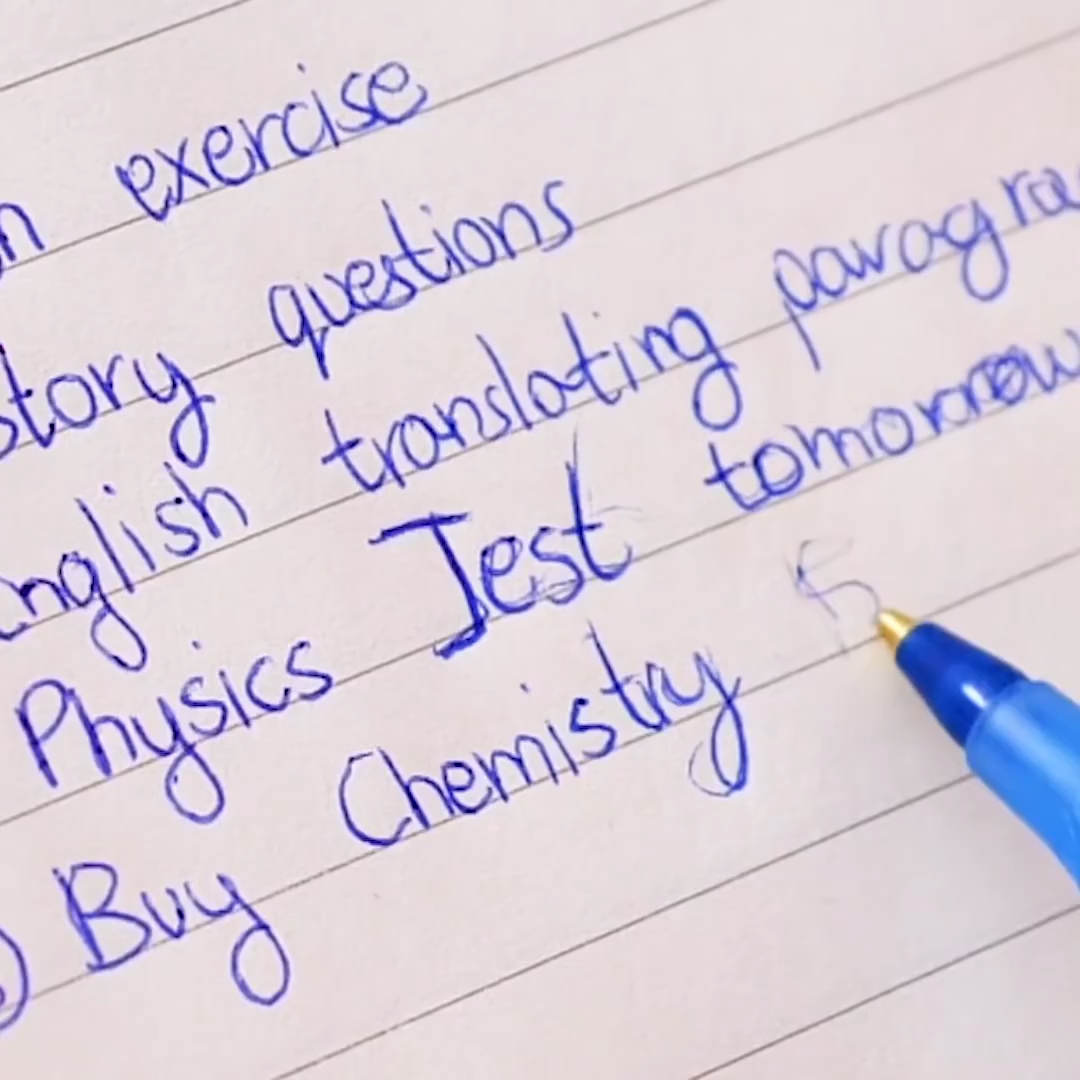 n exercise
story questions
nglish translating paragra
Physics Test tomorrow
) Buy Chemistry